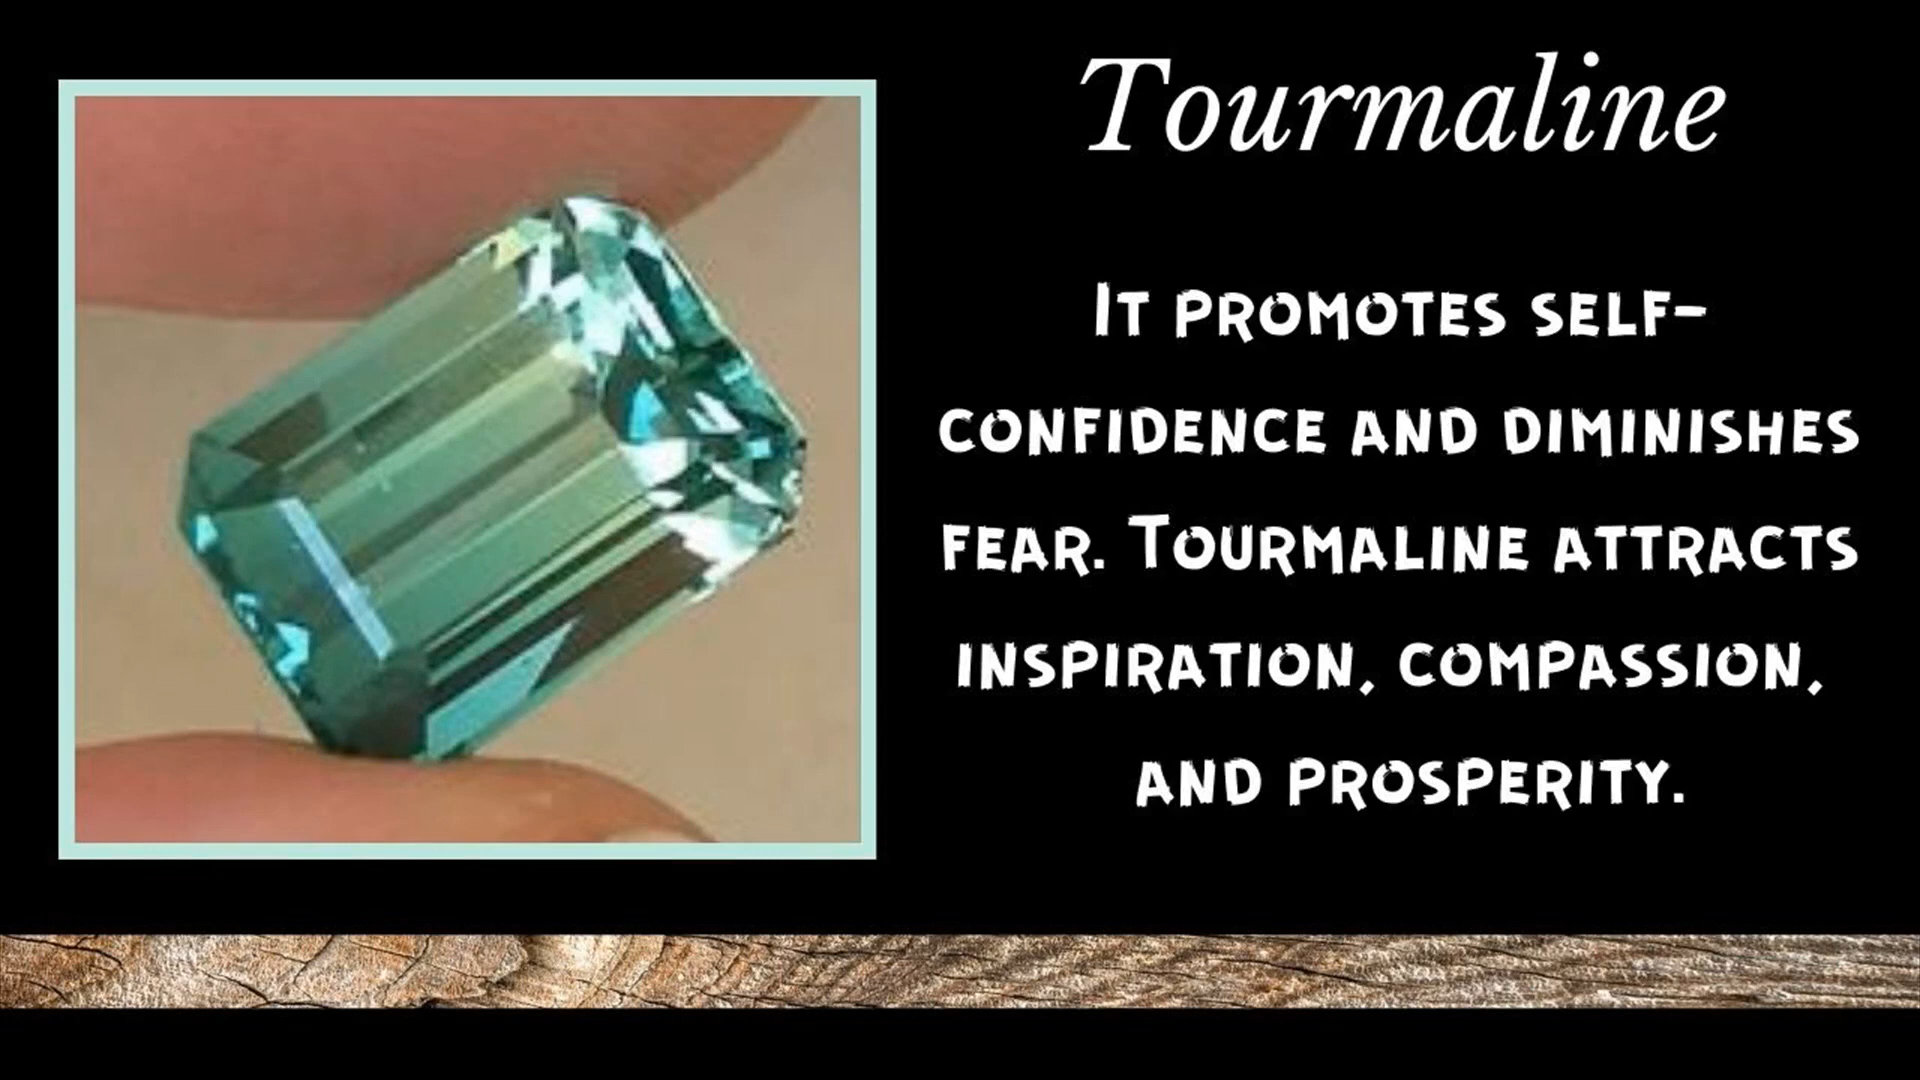 Tourmaline
It promotes self-
confidence and diminishes
fear. Tourmaline attracts
inspiration, compassion,
and prosperity.